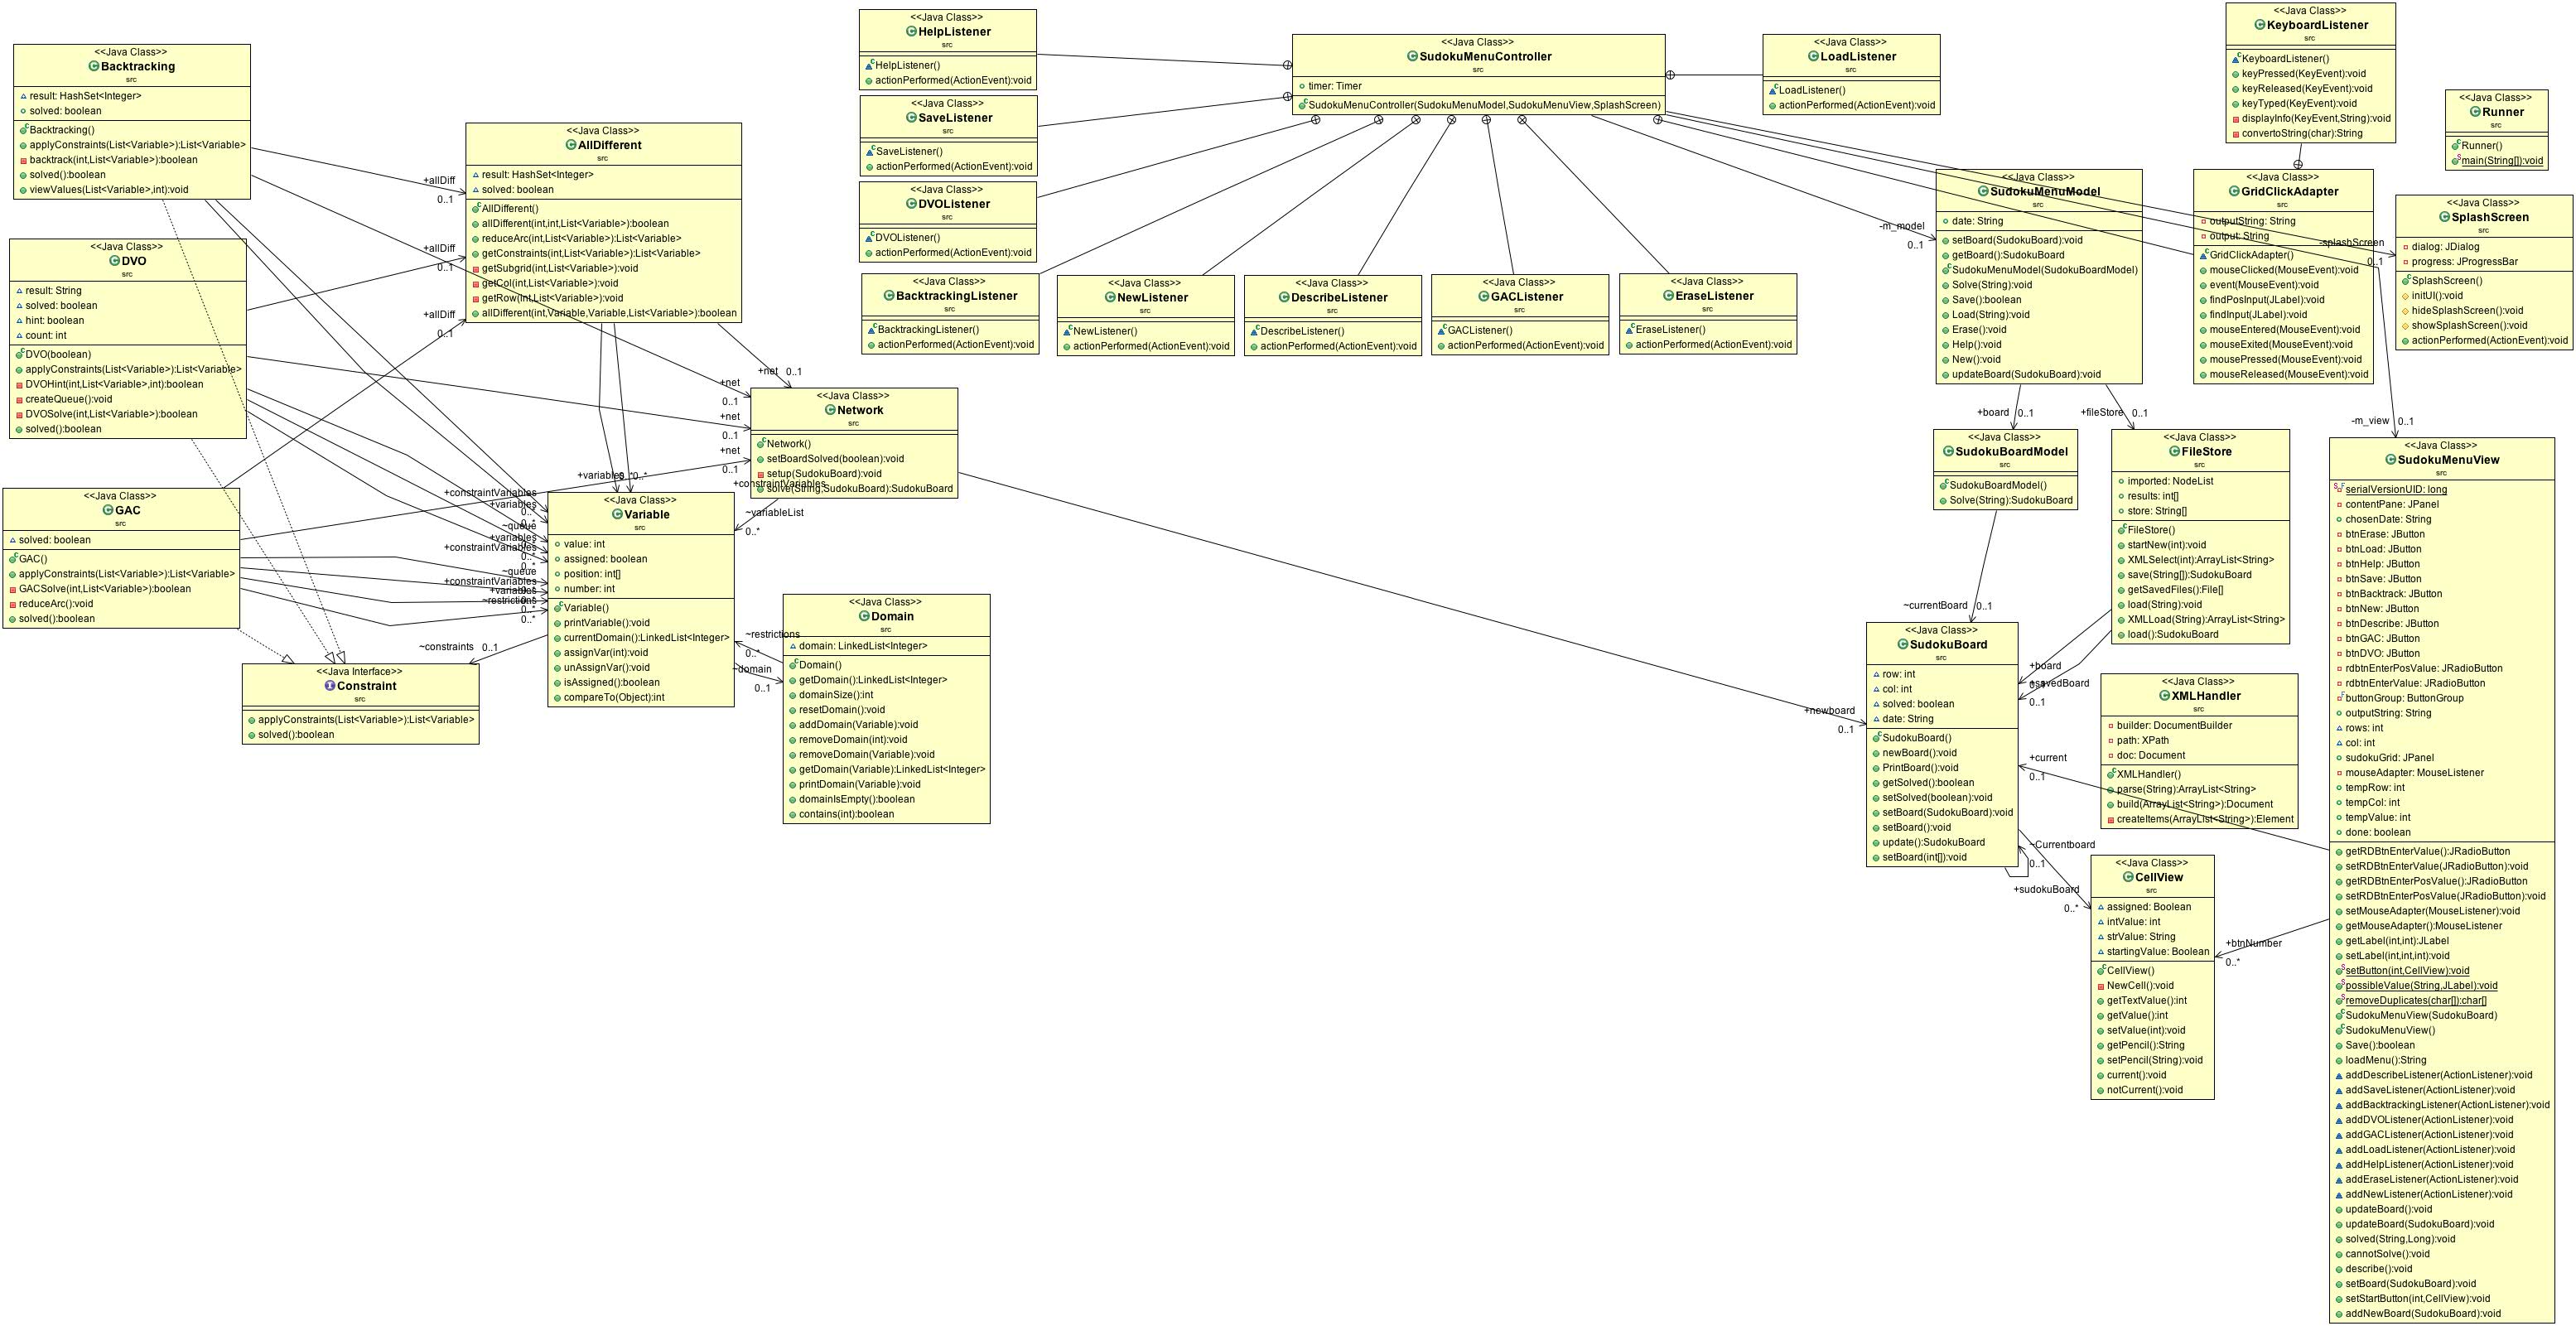 <<Java Class>>
Backtracking
src
result: HashSet<Integer>
solved: boolean
Backtracking()
applyConstraints(List<Variable>):List<Variable>
backtrack(int,List<Variable>):boolean
solved():boolean
viewValues(List<Variable>,int):void
<<Java Class>>
DVO
src
result: String
solved: boolean
hint: boolean
count: int
DVO(boolean)
applyConstraints(List<Variable>):List<Variable>
DVOHint(int,List<Variable>,int):boolean
createQueue():void
DVOSolve(int,List<Variable>):boolean
solved():boolean
<<Java Class>>
GAC
src
solved: boolean
GAC()
applyConstraints(List<Variable>):List<Variable>
GACSolve(int,List<Variable>):boolean
reduceArc():void
solved():boolean
<<Java Interface>>
Constraint
src
applyConstraints(List<Variable>):List<Variable>
solved():boolean
+allDiff
0..1
+allDiff
0..1
+allDiff
0..1
<<Java Class>>
AllDifferent
src
result: HashSet<Integer>
solved: boolean
AllDifferent()
allDifferent(int,int,List<Variable>):boolean
reduceArc(int,List<Variable>):List<Variable>
getConstraints(int,List<Variable>):List<Variable>
getSubgrid(int,List<Variable>):void
getCol(int,List<Variable>):void
getRow(int,List<Variable>):void
allDifferent(int,Variable,Variable,List<Variable>):boolean
+net
0..1
+net
0..1
+net
0..1
+net
0..1
<<Java Class>>
Network
src
Network()
setBoardSolved(boolean):void
setup(SudokuBoard):void
solve(String,SudokuBoard):SudokuBoard
+variables
0..*
+constraintVariables
~variableList
0..*
+constraintVariables
+variables
0..*
~queue
+variables
+constraintVariables
0..*
~queue
+constraintVariables
+variables
~restrictions
0..*
0..*
<<Java Class>>
Variable
src
value: int
assigned: boolean
position: int[]
number: int
Variable()
printVariable():void
currentDomain():LinkedList<Integer>
assignVar(int):void
unAssignVar():void
isAssigned():boolean
compareTo(Object):int
~constraints
0..1
~restrictions
0..*
~domain
0..1
<<Java Class>>
Domain
src
domain: LinkedList<Integer>
Domain()
getDomain():LinkedList<Integer>
domainSize():int
resetDomain():void
addDomain(Variable):void
removeDomain(int):void
removeDomain(Variable):void
getDomain(Variable):LinkedList<Integer>
printDomain(Variable):void
domainIsEmpty():boolean
contains(int):boolean
<<Java Class>>
HelpListener
src
HelpListener()
actionPerformed(ActionEvent):void
<<Java Class>>
SaveListener
src
SaveListener()
actionPerformed(ActionEvent):void
<<Java Class>>
DVOListener
src
DVOListener()
actionPerformed(ActionEvent):void
<<Java Class>>
BacktrackingListener
src
BacktrackingListener()
actionPerformed(ActionEvent):void
<<Java Class>>
NewListener
src
NewListener()
actionPerformed(ActionEvent):void
<<Java Class>>
DescribeListener
src
DescribeListener()
actionPerformed(ActionEvent):void
<<Java Class>>
GACListener
src
GACListener()
actionPerformed(ActionEvent):void
<<Java Class>>
EraseListener
src
EraseListener()
actionPerformed(ActionEvent):void
<<Java Class>>
SudokuMenuController
src
timer: Timer
SudokuMenuController(SudokuMenuModel,SudokuMenuView,SplashScreen)
<<Java Class>>
LoadListener
src
LoadListener()
actionPerformed(ActionEvent):void
-m_model
0..1
<<Java Class>>
SudokuMenuModel
src
date: String
setBoard(SudokuBoard):void
getBoard():SudokuBoard
SudokuMenuModel(SudokuBoardModel)
Solve(String):void
Save():boolean
Load(String):void
Erase():void
Help():void
New():void
updateBoard(SudokuBoard):void
<<Java Class>>
KeyboardListener
src
KeyboardListener()
keyPressed(KeyEvent):void
keyReleased(KeyEvent):void
keyTyped(KeyEvent):void
displayInfo(KeyEvent,String):void
convertoString(char):String
<<Java Class>>
GridClickAdapter
src
outputString: String
output: String
GridClickAdapter()
mouseClicked(MouseEvent):void
event(MouseEvent):void
findPosInput(JLabel):void
findInput(JLabel):void
mouseEntered(MouseEvent):void
mouseExited(MouseEvent):void
mousePressed(MouseEvent):void
mouseReleased(MouseEvent):void
<<Java Class>>
Runner
src
Runner()
main(String[]):void
-splashScreen
0..1
<<Java Class>>
SplashScreen
src
dialog: JDialog
progress: JProgressBar
SplashScreen()
initUI():void
hideSplashScreen():void
showSplashScreen():void
actionPerformed(ActionEvent):void
+board
0..1
+fileStore
0..1
<<Java Class>>
SudokuBoardModel
src
SudokuBoardModel()
Solve(String):SudokuBoard
<<Java Class>>
FileStore
src
imported: NodeList
results: int[]
store: String[]
FileStore()
startNew(int):void
XMLSelect(int):ArrayList<String>
save(String[]):SudokuBoard
getSavedFiles():File[]
load(String):void
XMLLoad(String):ArrayList<String>
load():SudokuBoard
~currentBoard
0..1
+board
+savedBoard
0..1
+newboard
0..1
+current
0..1
<<Java Class>>
SudokuBoard
src
row: int
col: int
solved: boolean
date: String
SudokuBoard()
newBoard():void
PrintBoard():void
getSolved():boolean
setSolved(boolean):void
setBoard(SudokuBoard):void
setBoard():void
update():SudokuBoard
setBoard(int[]):void
~Currentboard
0..1
+sudokuBoard
0..*
<<Java Class>>
XMLHandler
src
builder: DocumentBuilder
path: XPath
doc: Document
XMLHandler()
parse(String):ArrayList<String>
build(ArrayList<String>):Document
createItems(ArrayList<String>):Element
<<Java Class>>
CellView
src
assigned: Boolean
intValue: int
strValue: String
startingValue: Boolean
CellView()
NewCell():void
getTextValue():int
getValue():int
setValue(int):void
getPencil():String
setPencil(String):void
current():void
notCurrent():void
+btnNumber
0..*
-m_view
0..1
<<Java Class>>
SudokuMenuView
src
serialVersionUID: long
contentPane: JPanel
chosenDate: String
btnErase: JButton
btnLoad: JButton
btnHelp: JButton
btnSave: JButton
btnBacktrack: JButton
btnNew: JButton
btnDescribe: JButton
btnGAC: JButton
btnDVO: JButton
rdbtnEnterPosValue: JRadioButton
rdbtnEnterValue: JRadioButton
buttonGroup: ButtonGroup
outputString: String
rows: int
col: int
sudokuGrid: JPanel
mouseAdapter: MouseListener
tempRow: int
tempCol: int
tempValue: int
done: boolean
getRDBtnEnterValue():JRadioButton
setRDBtnEnterValue(JRadioButton):void
getRDBtnEnterPosValue():JRadioButton
setRDBtnEnterPosValue(JRadioButton):void
setMouseAdapter(MouseListener):void
getMouseAdapter():MouseListener
getLabel(int,int):JLabel
setLabel(int,int,int):void
setButton(int,CellView):void
possibleValue(String,JLabel):void
removeDuplicates(char[]):char[]
SudokuMenuView(SudokuBoard)
SudokuMenuView()
Save():boolean
loadMenu():String
addDescribeListener(ActionListener):void
addSaveListener(ActionListener):void
addBacktrackingListener(ActionListener):void
addDVOListener(ActionListener):void
addGACListener(ActionListener):void
addLoadListener(ActionListener):void
addHelpListener(ActionListener):void
addEraseListener(ActionListener):void
addNewListener(ActionListener):void
updateBoard():void
updateBoard(SudokuBoard):void
solved(String,Long):void
cannotSolve():void
describe():void
setBoard(SudokuBoard):void
setStartButton(int,CellView):void
addNewBoard(SudokuBoard):void